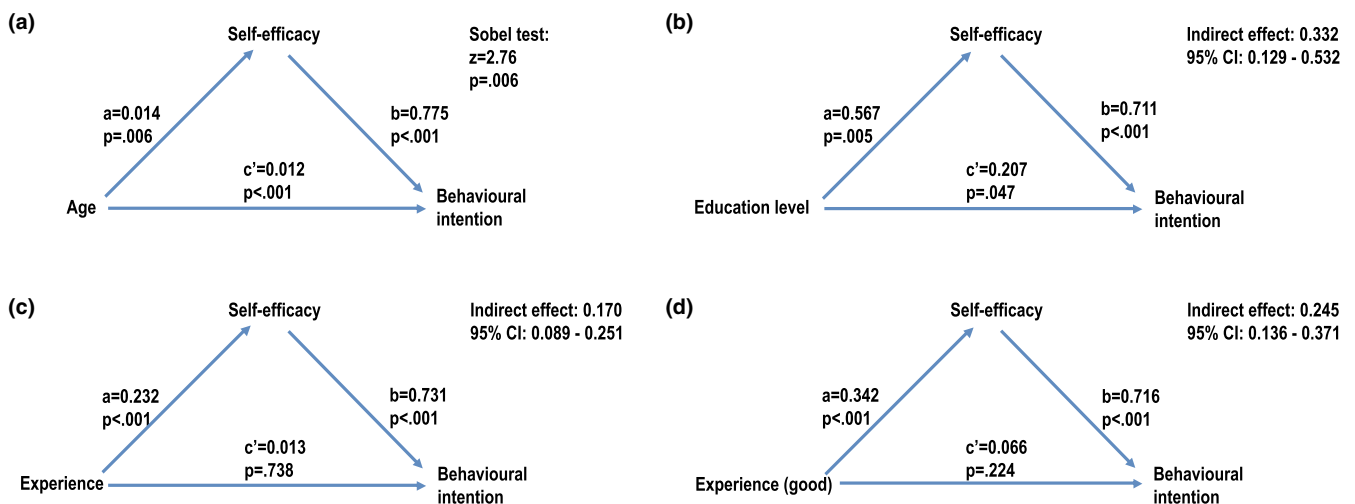 (a)
Self-efficacy
Sobel test:
z=2.76
p=.006
a=0.014
p=.006
b=0.775
p<.001
c’=0.012
p<.001
Age
Behavioural
intention
(b)
Self-efficacy
Indirect effect: 0.332
95% CI: 0.129 - 0.532
a=0.567
p=.005
b=0.711
p<.001
c’=0.207
p=.047
Education level
Behavioural
intention
(c)
Self-efficacy
Indirect effect: 0.170
95% CI: 0.089 - 0.251
a=0.232
p<.001
b=0.731
p<.001
c’=0.013
p=.738
Experience
Behavioural
intention
(d)
Self-efficacy
Indirect effect: 0.245
95% CI: 0.136 - 0.371
a=0.342
p<.001
b=0.716
p<.001
c’=0.066
p=.224
Experience (good)
Behavioural
intention